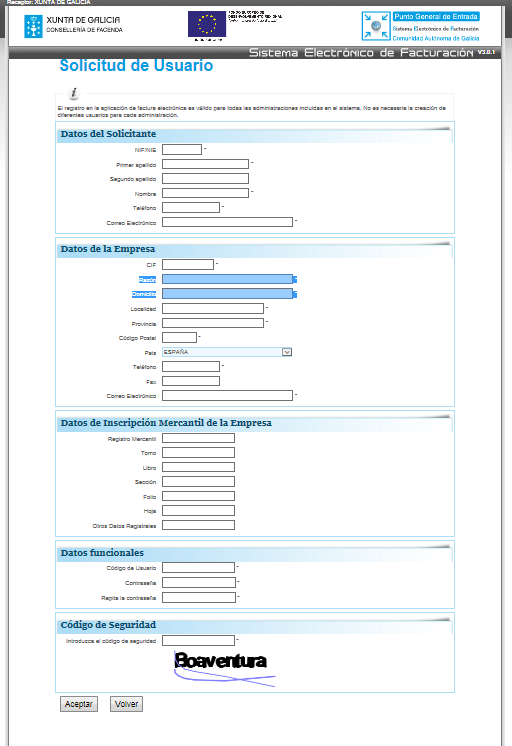 Receptor: XUNTA DE GALICIA
XUNTA DE GALICIA
CONSELLERÍA DE FACENDA
Punto General de Entrada
Sistema Electrónico de Facturación
Comunidad Autónoma de Galicia
Sistema Electrónico de Facturación V3.0.1
Solicitud de Usuario
El registro en la aplicación de factura electrónica es válido para todas las administraciones incluidas en el sistema. No es necesaria la creación de
diferentes usuarios para cada administración.
Datos del Solicitante
NIF/NIE
Primer apellido
Segundo apellido
Nombre
Teléfono
Correo Electrónico
Datos de la Empresa
CIF
Razón
Domicilio
Localidad
Provincia
Código Postal
País ESPAÑA
Teléfono
Fax
Correo Electrónico
Datos de Inscripción Mercantil de la Empresa
Registro Mercantil
Tomo
Libro
Sección
Folio
Hoja
Otros Datos Registrales
Datos funcionales
Código de Usuario
Contraseña
Repita la contraseña
Código de Seguridad
Introduzca el código de seguridad
Boaventura
Aceptar Volver